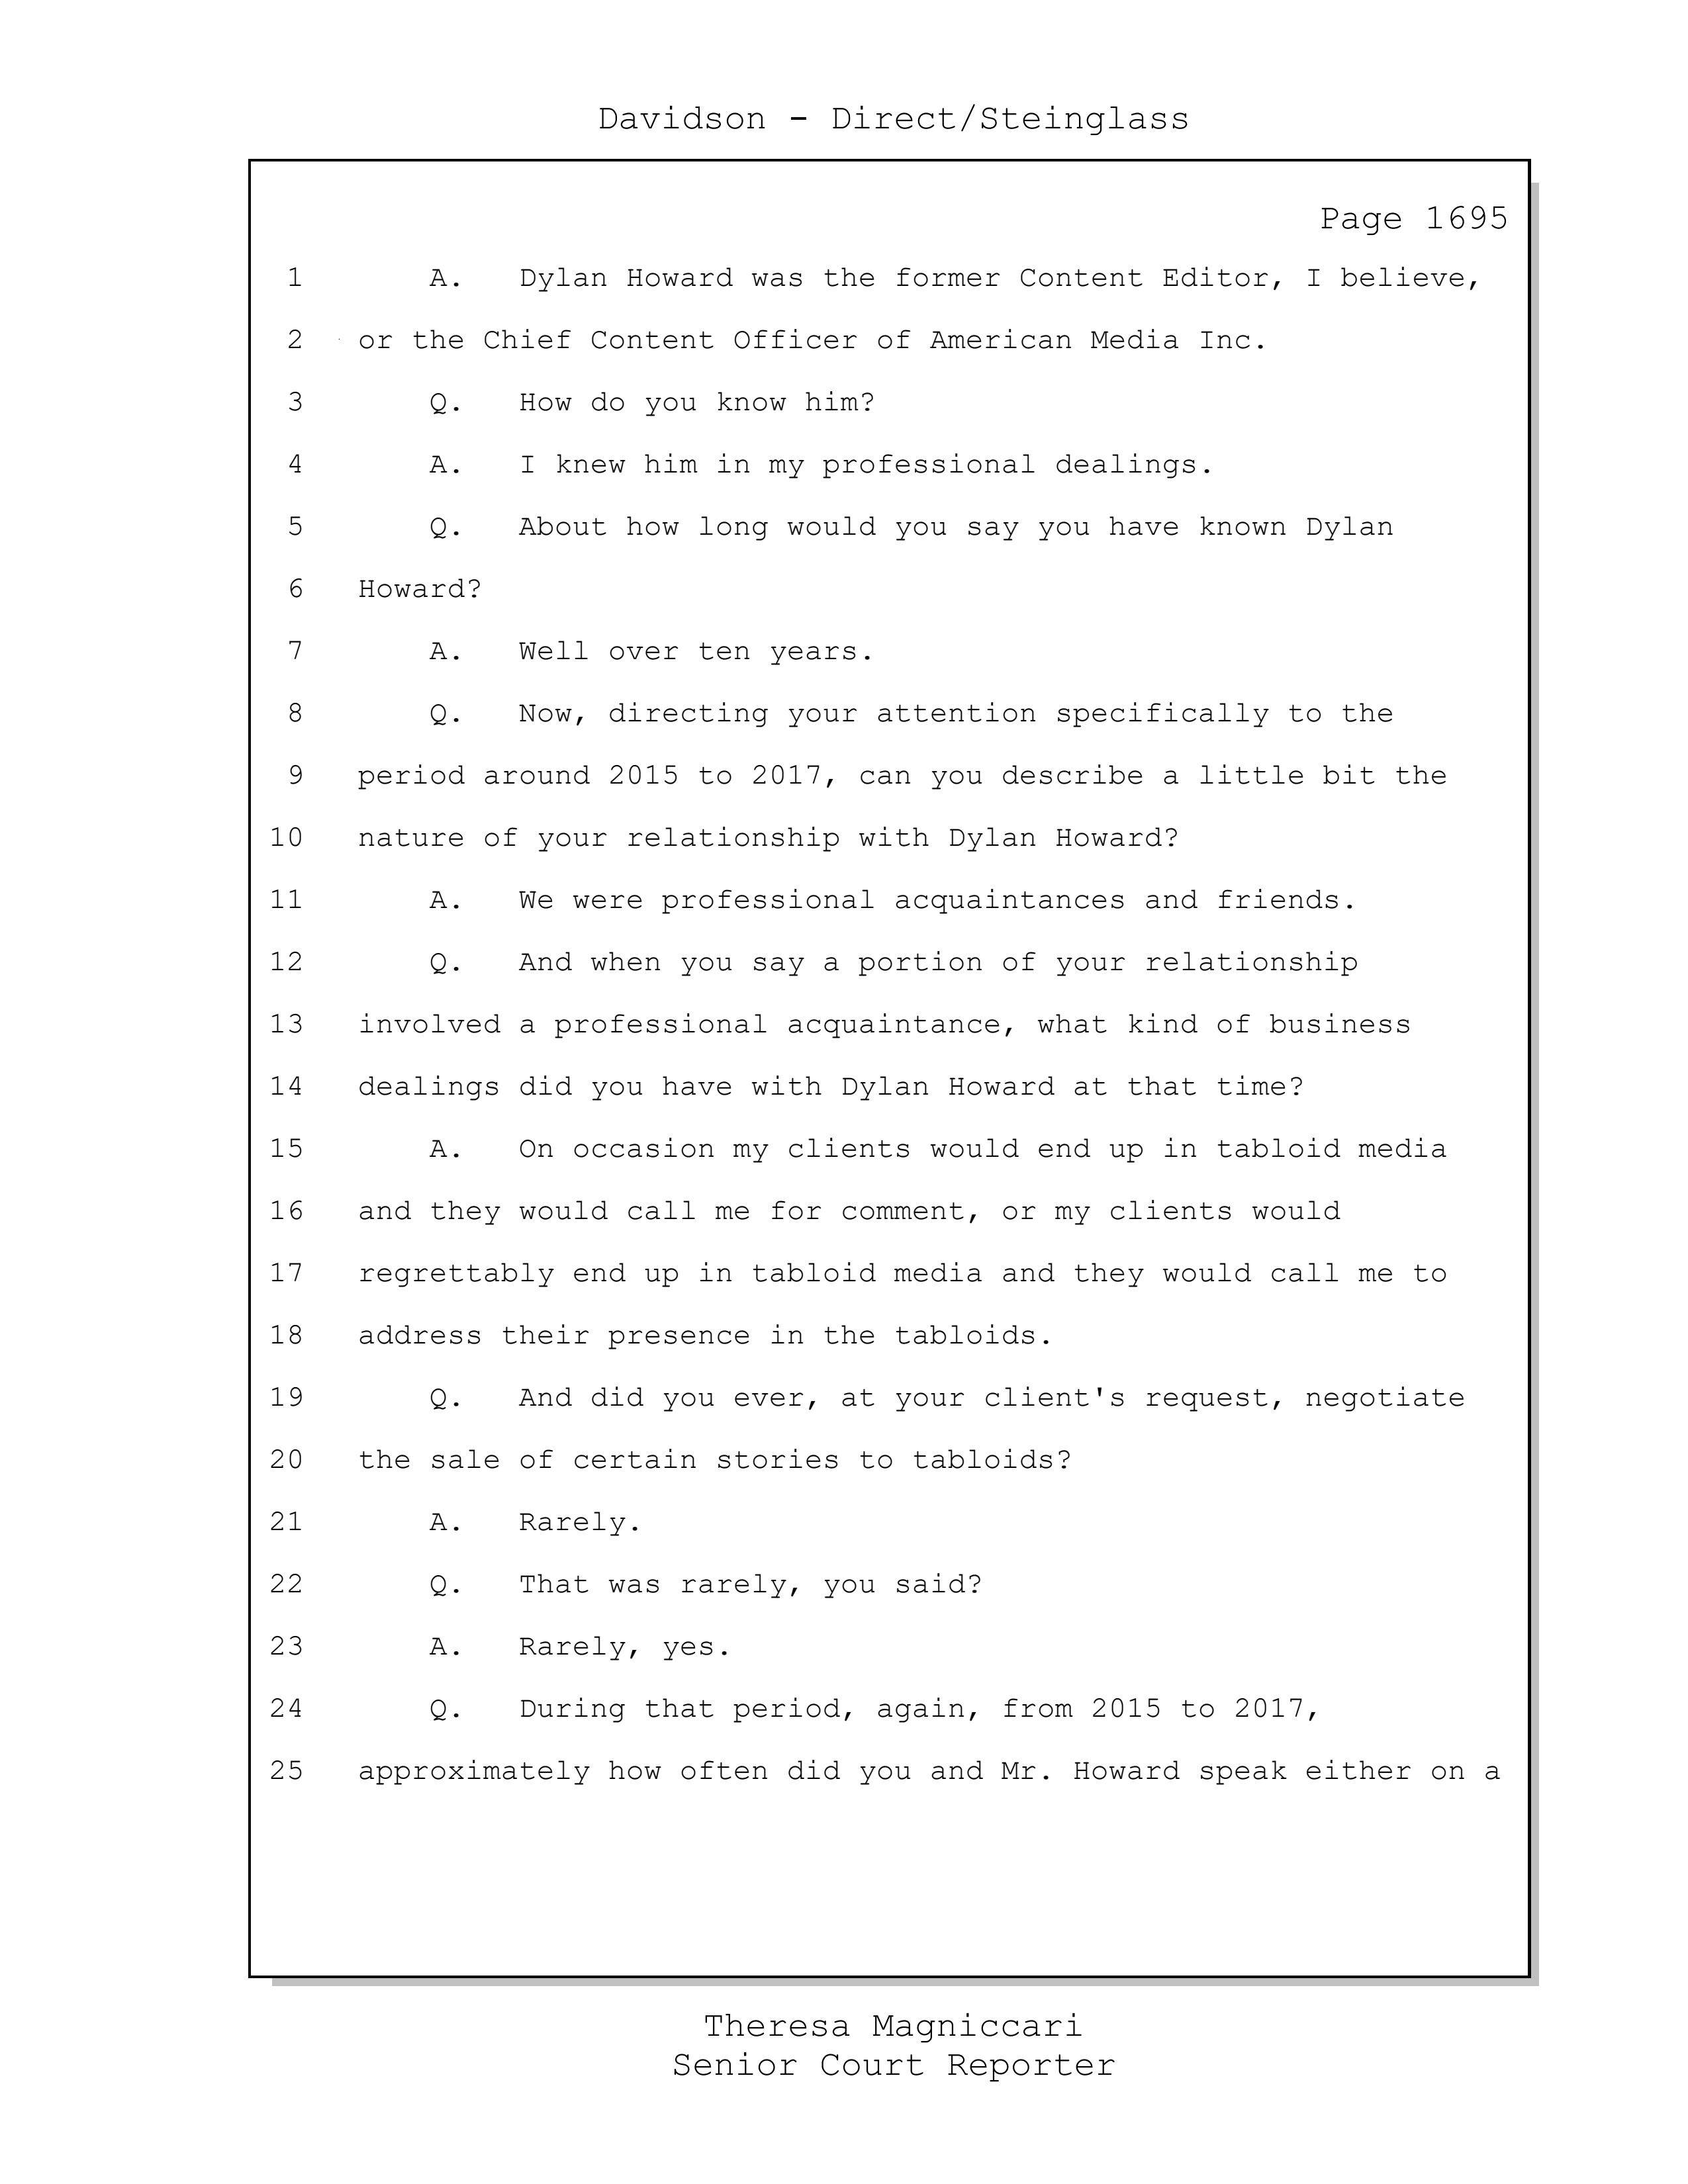 Davidson - Direct/Steinglass
Page 1695
1 A. Dylan Howard was the former Content Editor, I believe,
2 or the Chief Content Officer of American Media Inc.
3 Q. How do you know him?
4 A. I knew him in my professional dealings.
5 Q. About how long would you say you have known Dylan
6 Howard?
7 A. Well over ten years.
8 Q. Now, directing your attention specifically to the
9 period around 2015 to 2017, can you describe a little bit the
10 nature of your relationship with Dylan Howard?
11 A. We were professional acquaintances and friends.
12 Q. And when you say a portion of your relationship
13 involved a professional acquaintance, what kind of business
14 dealings did you have with Dylan Howard at that time?
15 A. On occasion my clients would end up in tabloid media
16 and they would call me for comment, or my clients would
17 regrettably end up in tabloid media and they would call me to
18 address their presence in the tabloids.
19 Q. And did you ever, at your client's request, negotiate
20 the sale of certain stories to tabloids?
21 A. Rarely.
22 Q. That was rarely, you said?
23 A. Rarely, yes.
24 Q. During that period, again, from 2015 to 2017,
25 approximately how often did you and Mr. Howard speak either on a
Theresa Magniccari
Senior Court Reporter